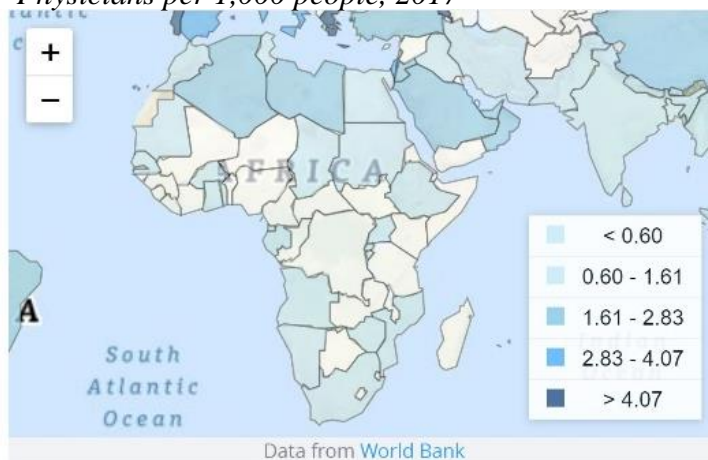 Physicians per 1,000 people, 2017
+
−
AFRICA
A
South
Atlantic
Ocean
< 0.60
0.60 - 1.61
1.61 - 2.83
2.83 - 4.07
> 4.07
Data from World Bank